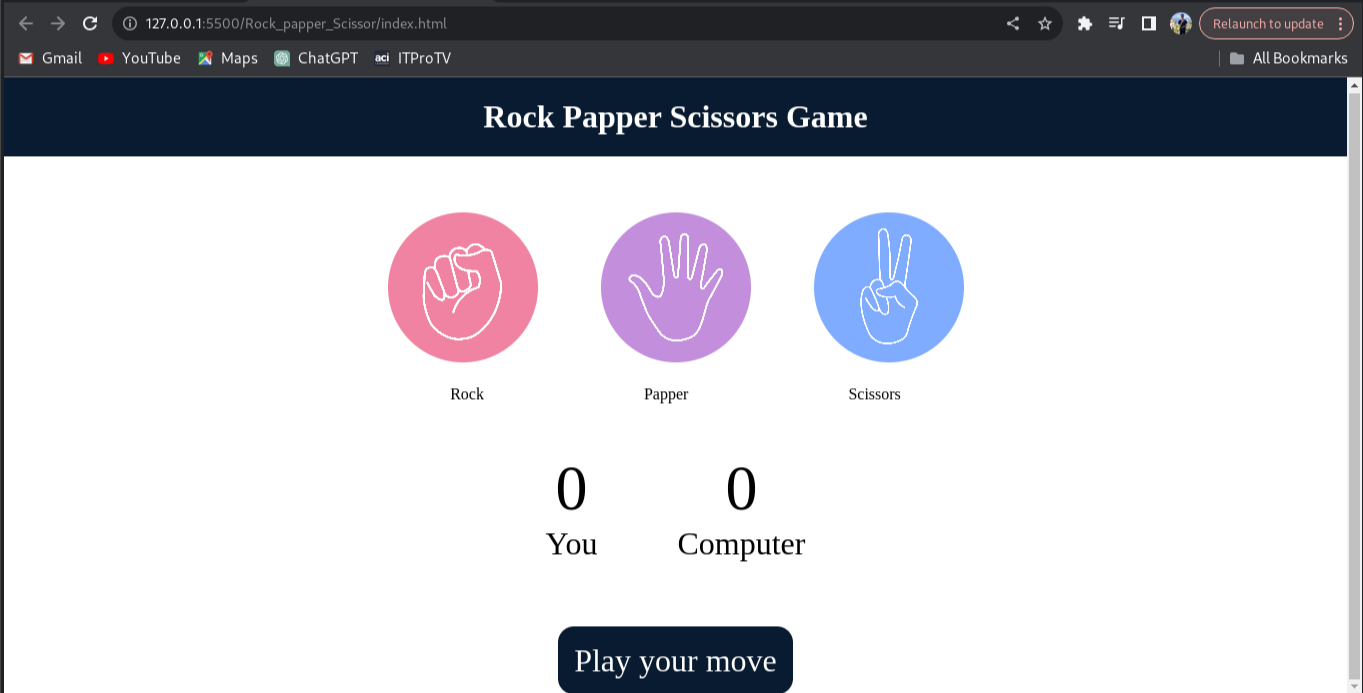 127.0.0.1:5500/Rock_papper_Scissor/index.html
Relaunch to update
Gmail YouTube Maps ChatGPT aci ITProTV All Bookmarks
Rock Papper Scissors Game
Rock Papper Scissors
0 0
You Computer
Play your move